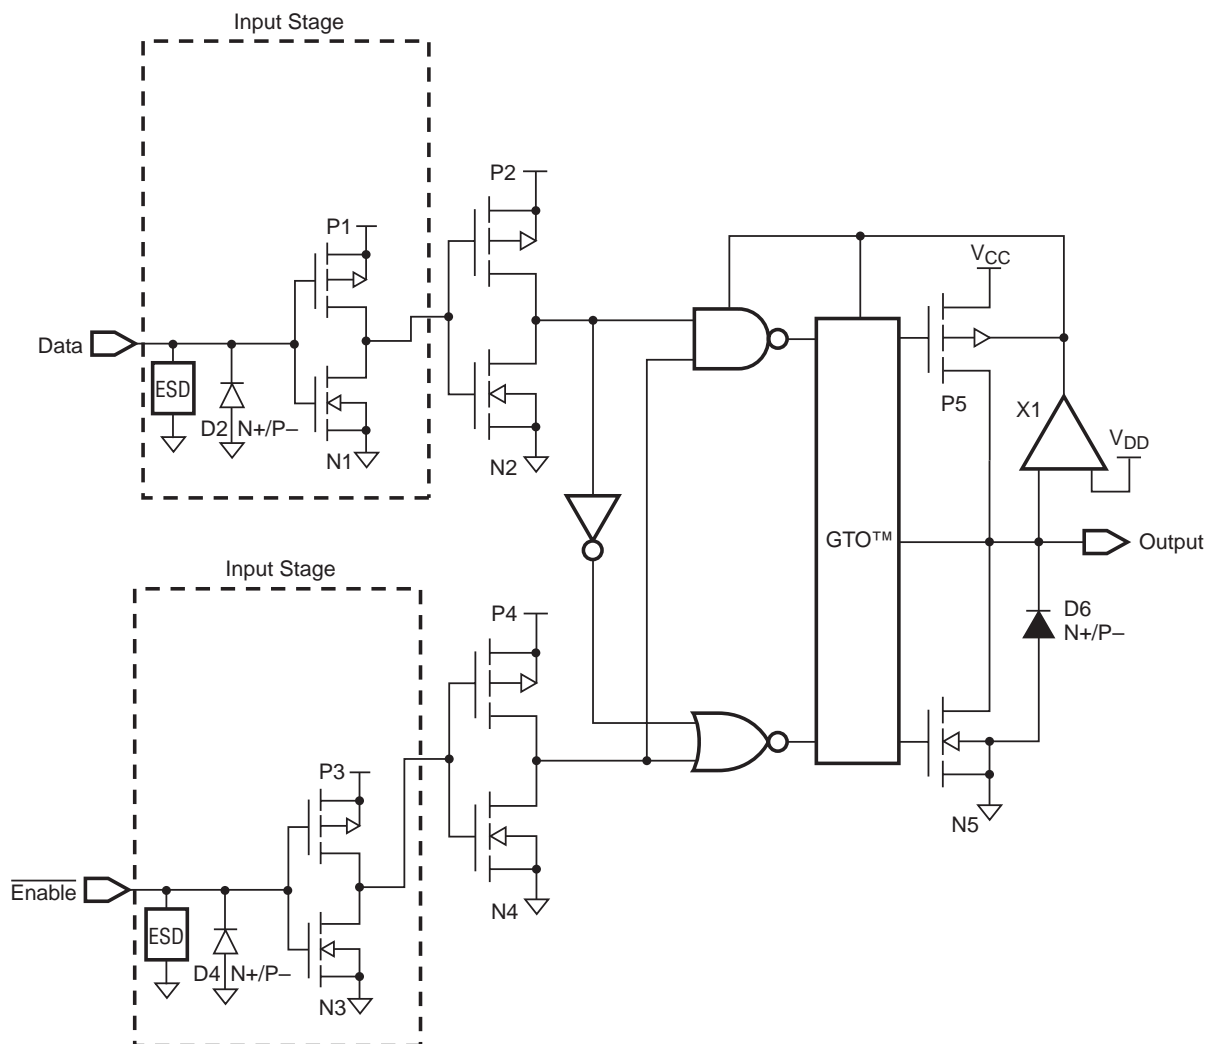 Input Stage
P2
P1
VCC
Data
ESD
D2 N+/P–
N1
N2
P5
X1
VDD
GTO™
Output
Input Stage
P4
D6
N+/P–
P3
N5
Enable
ESD
D4 N+/P–
N3
N4